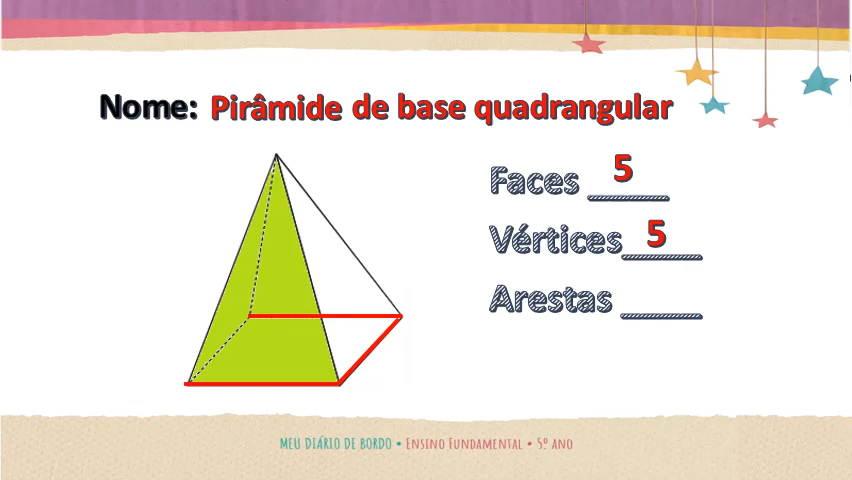 Nome: Pirâmide de base quadrangular
Faces 5
Vértices 5
Arestas
MEU DIÁRIO DE BORDO • ENSINO FUNDAMENTAL • 5º ANO